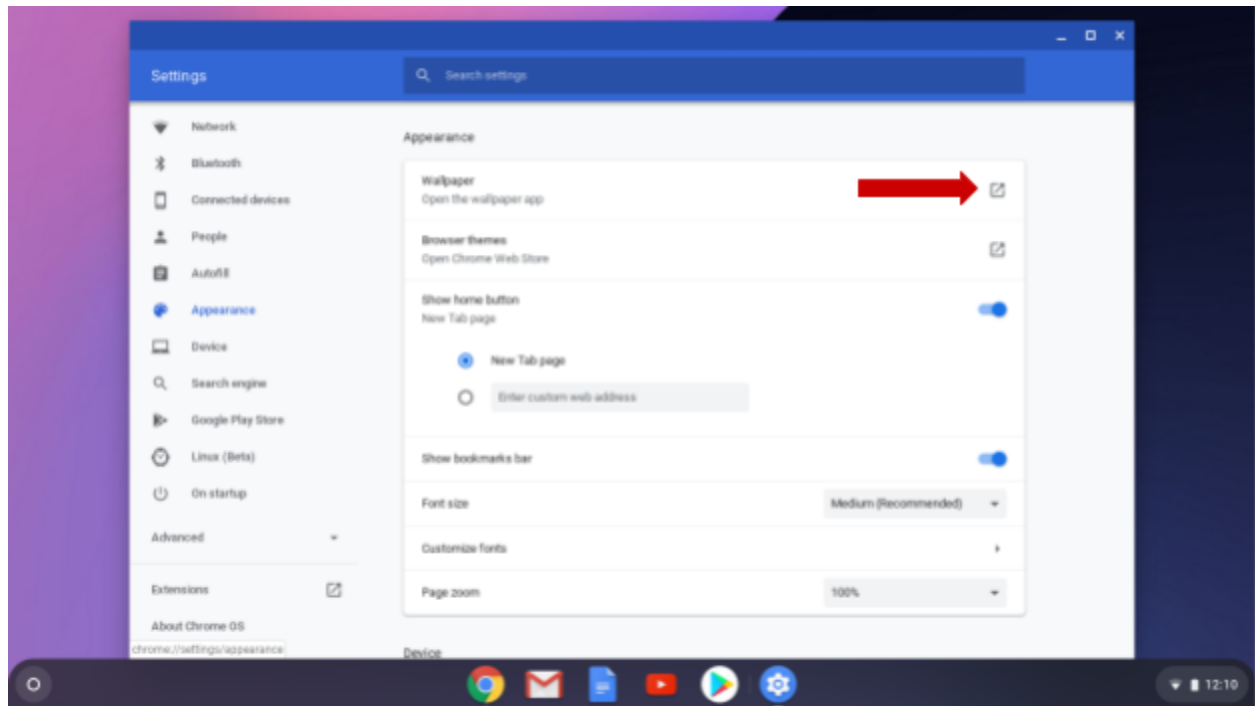 Settings
Search settings
Network
Bluetooth
Connected devices
People
Autofill
Appearance
Device
Search engine
Google Play Store
Linux (Beta)
On startup
Advanced
Extensions
About Chrome OS
chrome://settings/appearance
Appearance
Wallpaper
Open the wallpaper app
Browser themes
Open Chrome Web Store
Show home button
New Tab page
New Tab page
Enter custom web address
Show bookmarks bar
Font size
Medium (Recommended)
Customize fonts
Page zoom
100%
Device
12:10